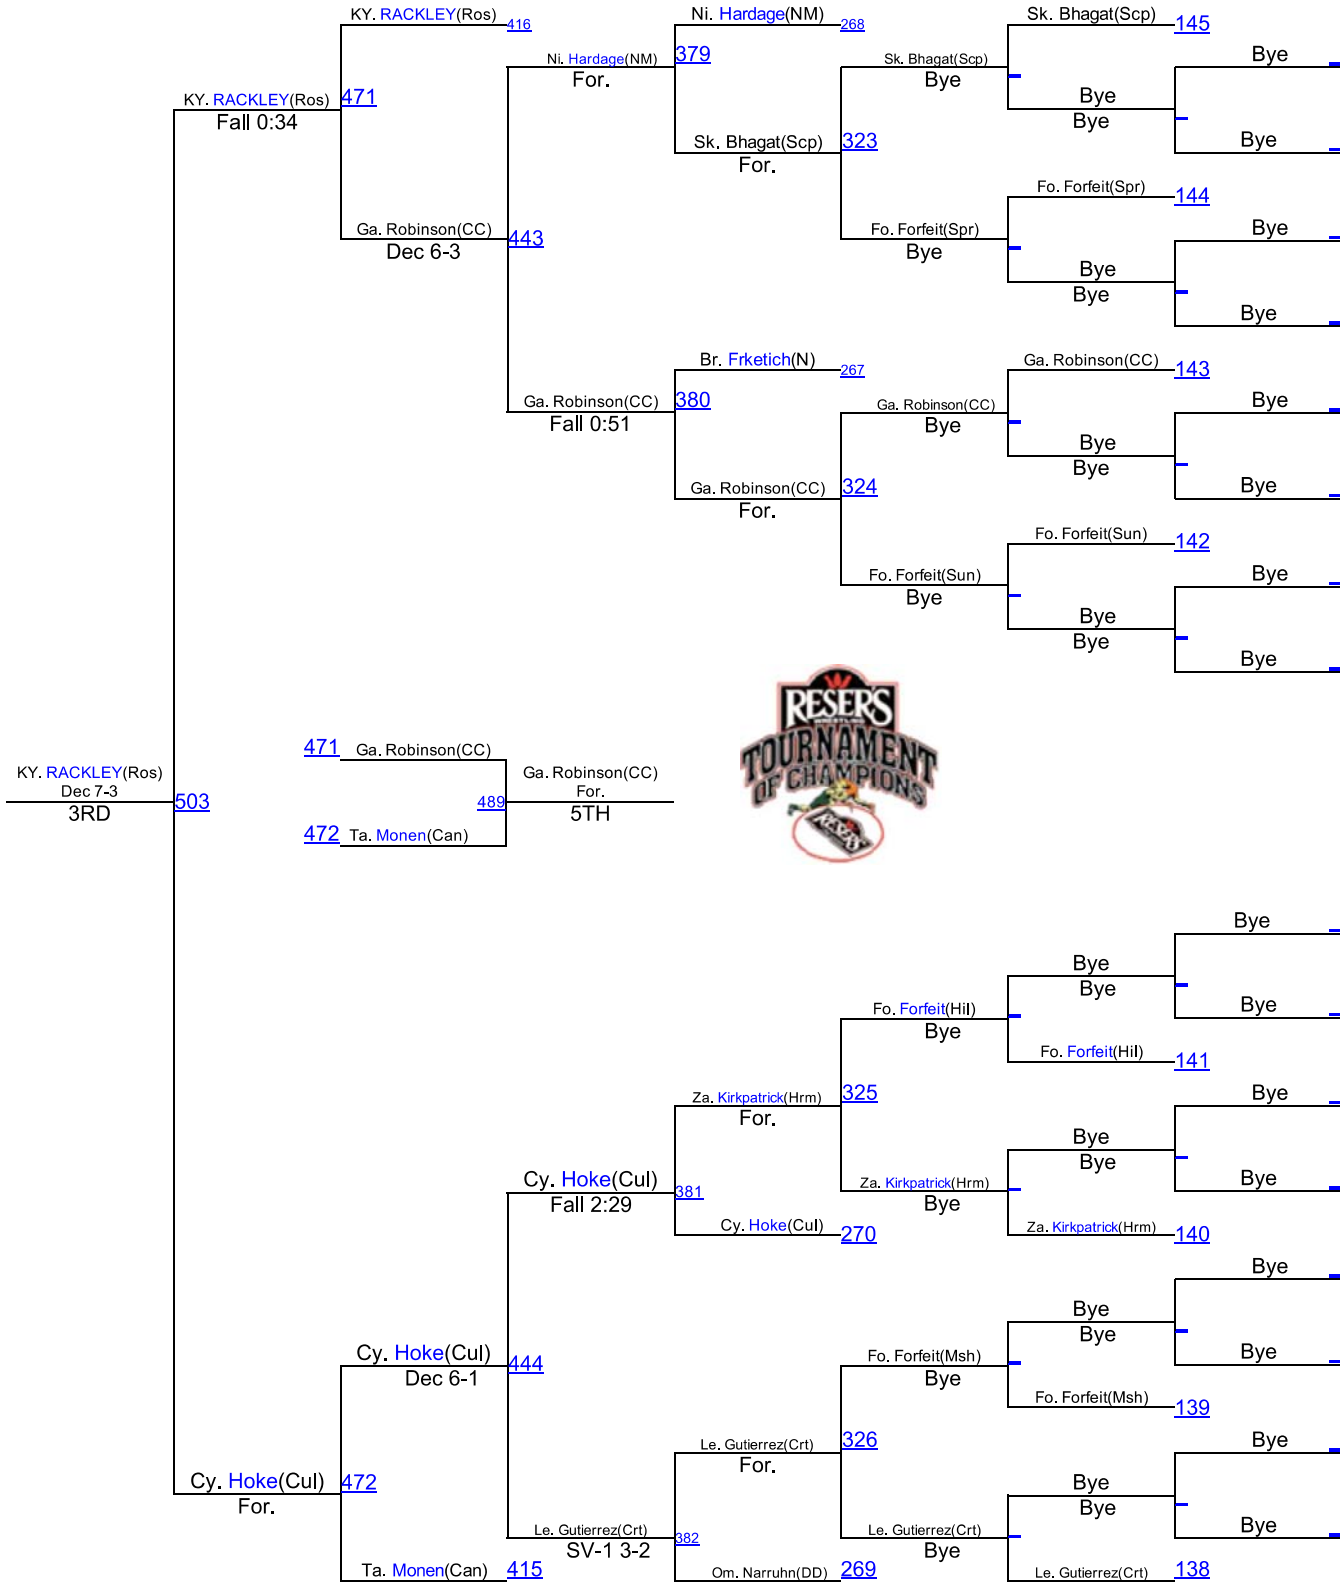 KY. RACKLEY(Ros) 416
Ni. Hardage(NM) 268
Sk. Bhagat(Scp) 145
Bye
Ni. Hardage(NM) 379
For.
Sk. Bhagat(Scp)
Bye
KY. RACKLEY(Ros) 471
Fall 0:34
Bye
Bye
Sk. Bhagat(Scp) 323
For.
Bye
Fo. Forfeit(Spr) 144
Ga. Robinson(CC) 443
Dec 6-3
Fo. Forfeit(Spr)
Bye
Bye
Bye
Bye
Bye
Br. Frketich(N) 267
Ga. Robinson(CC) 143
Ga. Robinson(CC) 380
Fall 0:51
Ga. Robinson(CC)
Bye
Bye
Bye
Bye
Ga. Robinson(CC) 324
For.
Bye
Fo. Forfeit(Sun) 142
Fo. Forfeit(Sun)
Bye
Bye
Bye
Bye
Bye
RESER'S
WRESTLING
TOURNAMENT
OF CHAMPIONS
RESER'S
471 Ga. Robinson(CC)
KY. RACKLEY(Ros)
Dec 7-3
3RD
503
489
Ga. Robinson(CC)
For.
5TH
472 Ta. Monen(Can)
Bye
Bye
Bye
Fo. Forfeit(Hil)
Bye
Bye
Fo. Forfeit(Hil) 141
Za. Kirkpatrick(Hrm) 325
For.
Bye
Bye
Bye
Cy. Hoke(Cul) 381
Fall 2:29
Za. Kirkpatrick(Hrm)
Bye
Bye
Cy. Hoke(Cul) 270
Za. Kirkpatrick(Hrm) 140
Bye
Bye
Bye
Cy. Hoke(Cul) 444
Dec 6-1
Fo. Forfeit(Msh)
Bye
Bye
Fo. Forfeit(Msh) 139
Le. Gutierrez(Crt) 326
For.
Bye
Cy. Hoke(Cul) 472
For.
Bye
Bye
Le. Gutierrez(Crt) 382
SV-1 3-2
Le. Gutierrez(Crt)
Bye
Bye
Ta. Monen(Can) 415
Om. Narruhn(DD) 269
Le. Gutierrez(Crt) 138